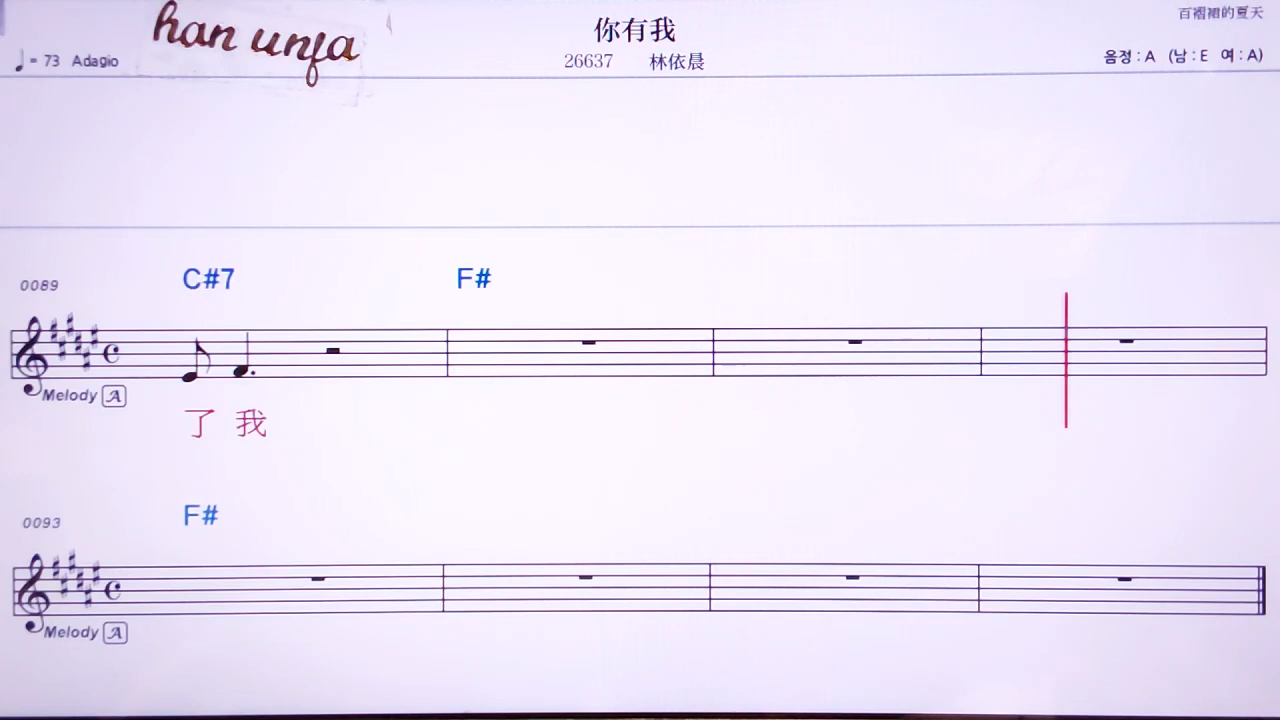 han unfa
你有我
百褶裙的夏天
♩= 73 Adagio
26637 林依晨
음정 : A (남 : E 여 : A)
0089
C#7 F#
Melody A
了 我
0093
F#
Melody A